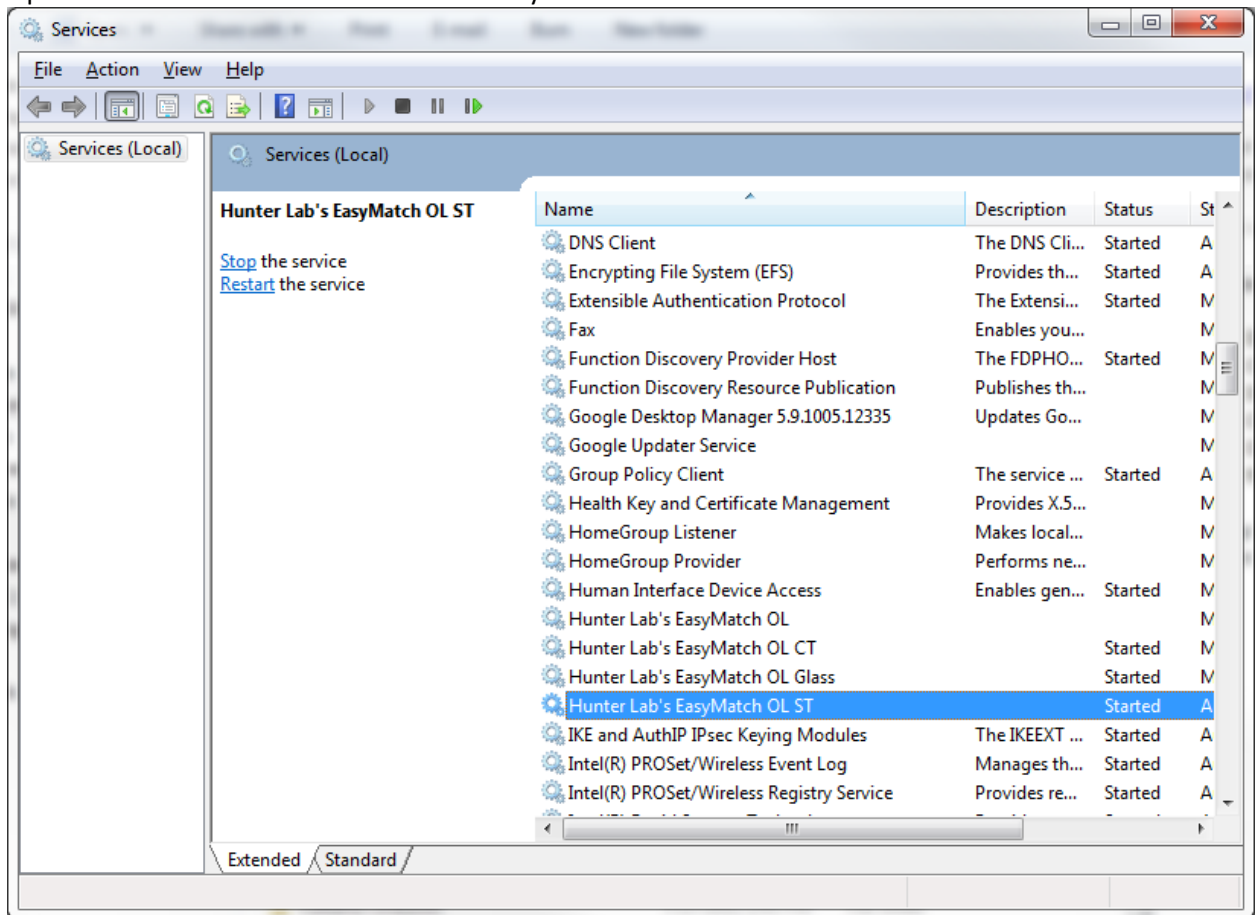 Services
File Action View Help
Services (Local)
Services (Local)
Hunter Lab's EasyMatch OL ST
Stop the service
Restart the service
Name Description Status St
DNS Client The DNS Cli... Started A
Encrypting File System (EFS) Provides th... Started A
Extensible Authentication Protocol The Extensi... Started M
Fax Enables you... M
Function Discovery Provider Host The FDPHO... Started M
Function Discovery Resource Publication Publishes th... M
Google Desktop Manager 5.9.1005.12335 Updates Go... M
Google Updater Service M
Group Policy Client The service ... Started A
Health Key and Certificate Management Provides X.5... M
HomeGroup Listener Makes local... M
HomeGroup Provider Performs ne... M
Human Interface Device Access Enables gen... Started M
Hunter Lab's EasyMatch OL M
Hunter Lab's EasyMatch OL CT Started M
Hunter Lab's EasyMatch OL Glass Started M
Hunter Lab's EasyMatch OL ST Started A
IKE and AuthIP IPsec Keying Modules The IKEEXT ... Started A
Intel(R) PROSet/Wireless Event Log Manages th... Started A
Intel(R) PROSet/Wireless Registry Service Provides re... Started A
Extended Standard